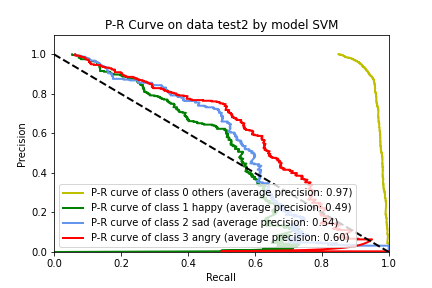 P-R Curve on data test2 by model SVM
1.0
0.8
0.6
0.4
0.2
0.0
Precision
P-R curve of class 0 others (average precision: 0.97)
P-R curve of class 1 happy (average precision: 0.49)
P-R curve of class 2 sad (average precision: 0.54)
P-R curve of class 3 angry (average precision: 0.60)
0.0 0.2 0.4 0.6 0.8 1.0
Recall